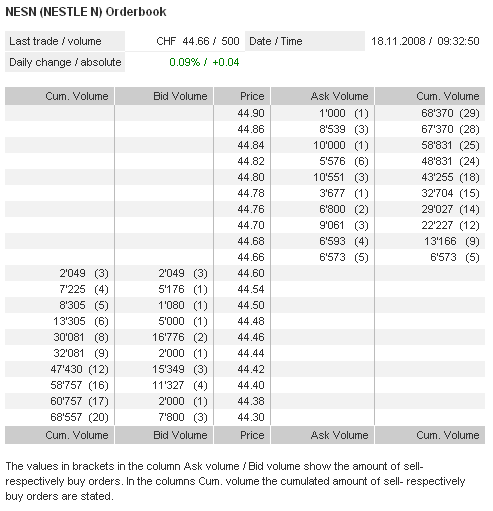 NESN (NESTLE N) Orderbook
Last trade / volume CHF 44.66 / 500 Date / Time 18.11.2008 / 09:32:50
Daily change / absolute 0.09% / +0.04
Cum. Volume Bid Volume Price Ask Volume Cum. Volume
44.90 1'000 (1) 68'370 (29)
44.86 8'539 (3) 67'370 (28)
44.84 10'000 (1) 58'831 (25)
44.82 5'576 (6) 48'831 (24)
44.80 10'551 (3) 43'255 (18)
44.78 3'677 (1) 32'704 (15)
44.76 6'800 (2) 29'027 (14)
44.70 9'061 (3) 22'227 (12)
44.68 6'593 (4) 13'166 (9)
44.66 6'573 (5) 6'573 (5)
2'049 (3) 2'049 (3) 44.60
7'225 (4) 5'176 (1) 44.54
8'305 (5) 1'080 (1) 44.50
13'305 (6) 5'000 (1) 44.48
30'081 (8) 16'776 (2) 44.46
32'081 (9) 2'000 (1) 44.44
47'430 (12) 15'349 (3) 44.42
58'757 (16) 11'327 (4) 44.40
60'757 (17) 2'000 (1) 44.38
68'557 (20) 7'800 (3) 44.30
Cum. Volume Bid Volume Price Ask Volume Cum. Volume
The values in brackets in the column Ask volume / Bid volume show the amount of sell-
respectively buy orders. In the columns Cum. volume the cumulated amount of sell- respectively
buy orders are stated.